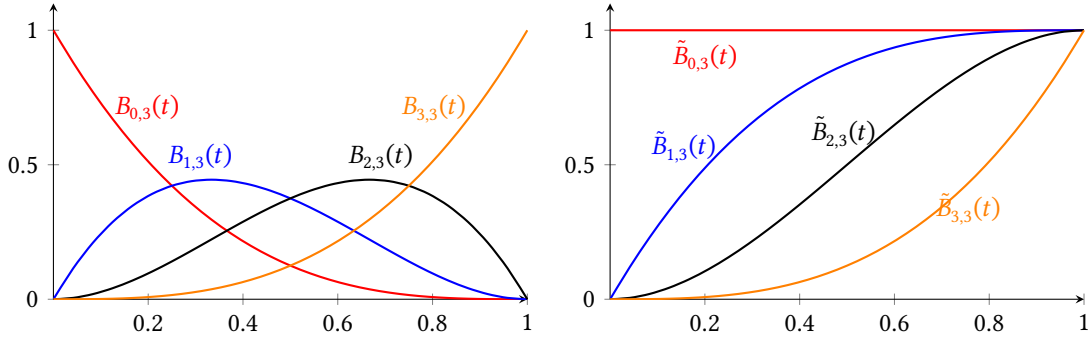 1
0.5
0
0.2
0.4
0.6
0.8
1
B₀,₃(t)
B₁,₃(t)
B₂,₃(t)
B₃,₃(t)
1
0.5
0
0.2
0.4
0.6
0.8
1
B̃₀,₃(t)
B̃₁,₃(t)
B̃₂,₃(t)
B̃₃,₃(t)